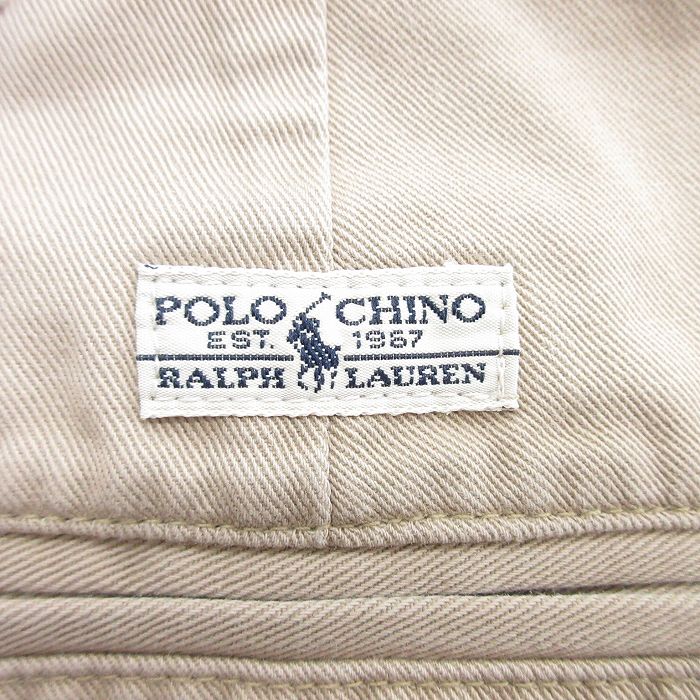 POLO CHINO
EST. 1967
RALPH LAUREN